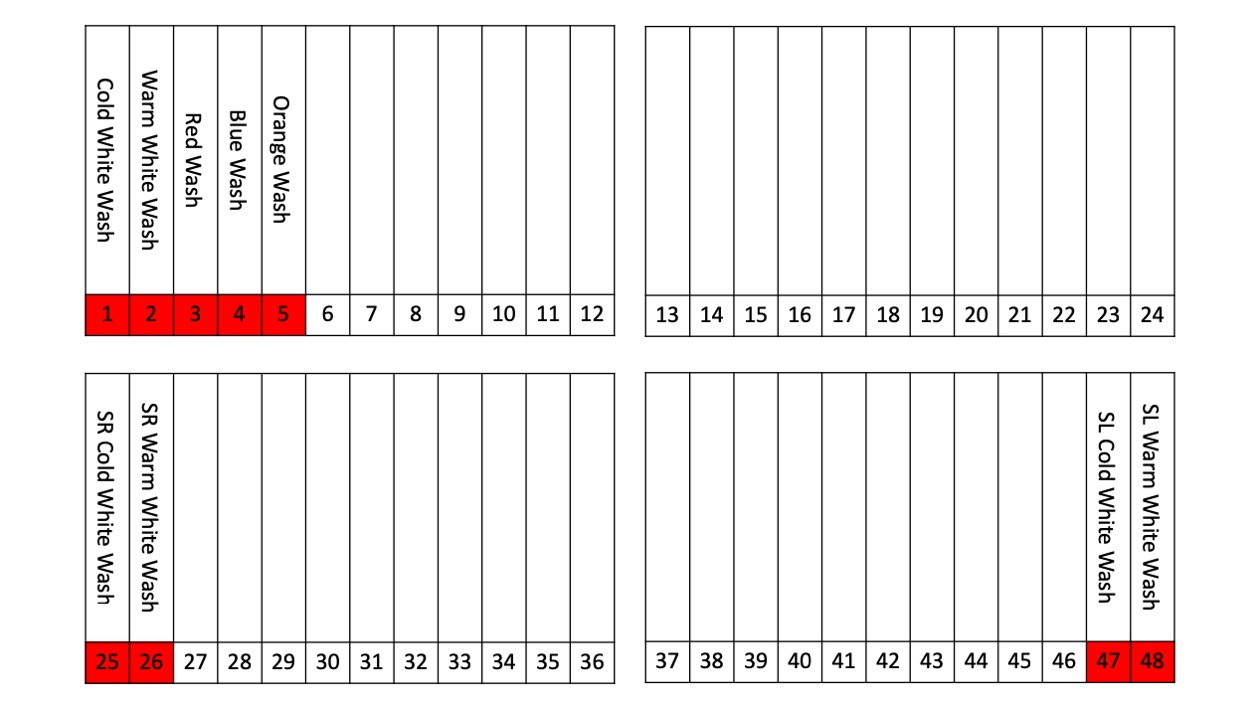 Cold White Wash
Warm White Wash
Red Wash
Blue Wash
Orange Wash
1 2 3 4 5 6 7 8 9 10 11 12
13 14 15 16 17 18 19 20 21 22 23 24
SR Cold White Wash
SR Warm White Wash
25 26 27 28 29 30 31 32 33 34 35 36
SL Cold White Wash
SL Warm White Wash
37 38 39 40 41 42 43 44 45 46 47 48